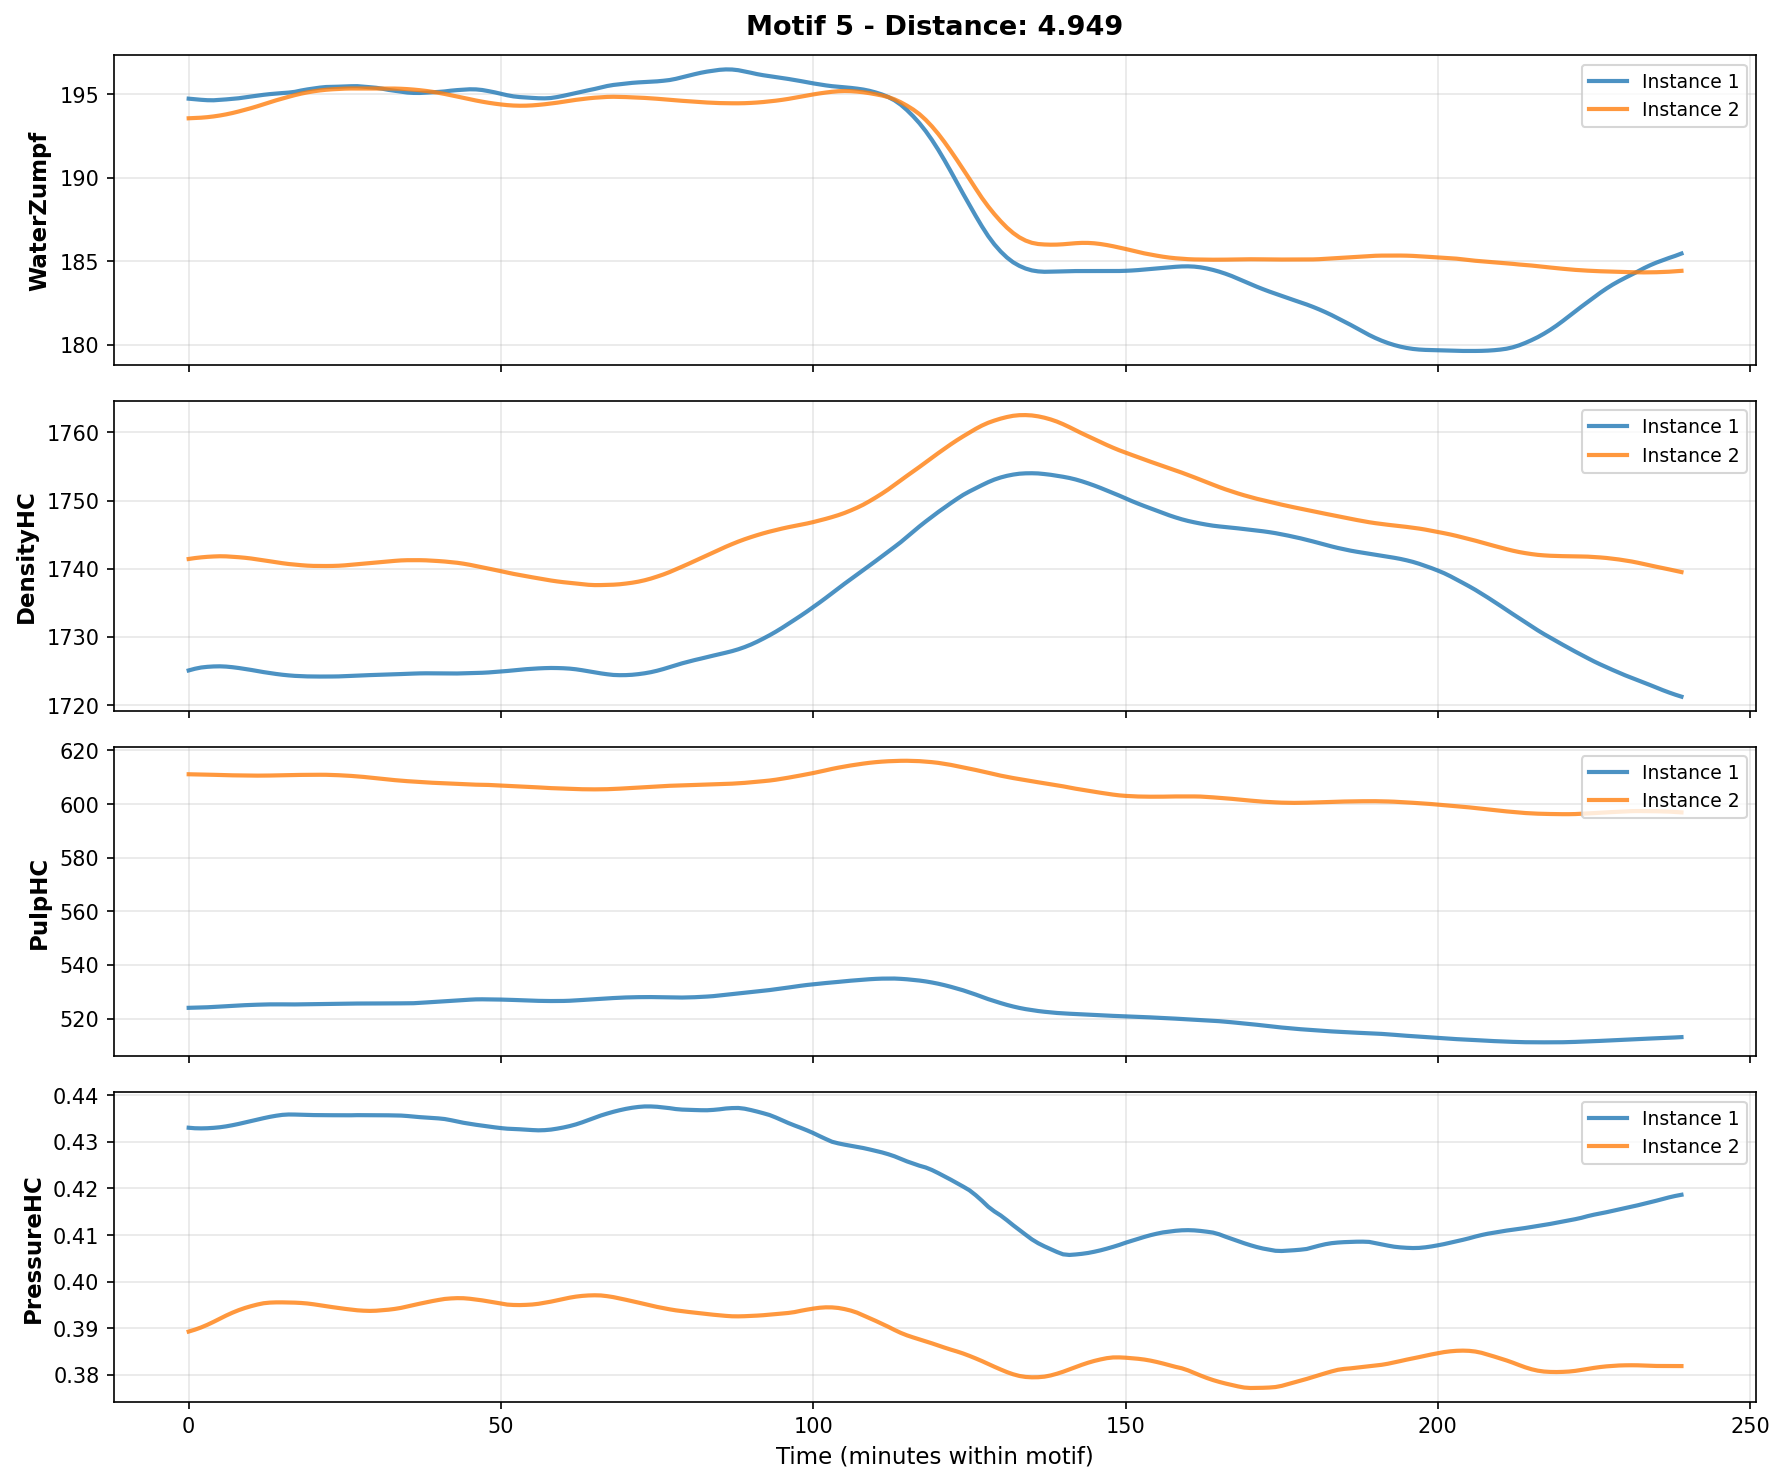 Motif 5 - Distance: 4.949
WaterZumpf
195
190
185
180
Instance 1
Instance 2
DensityHC
1760
1750
1740
1730
1720
Instance 1
Instance 2
PulpHC
620
600
580
560
540
520
Instance 1
Instance 2
PressureHC
0.44
0.43
0.42
0.41
0.40
0.39
0.38
Instance 1
Instance 2
0 50 100 150 200 250
Time (minutes within motif)